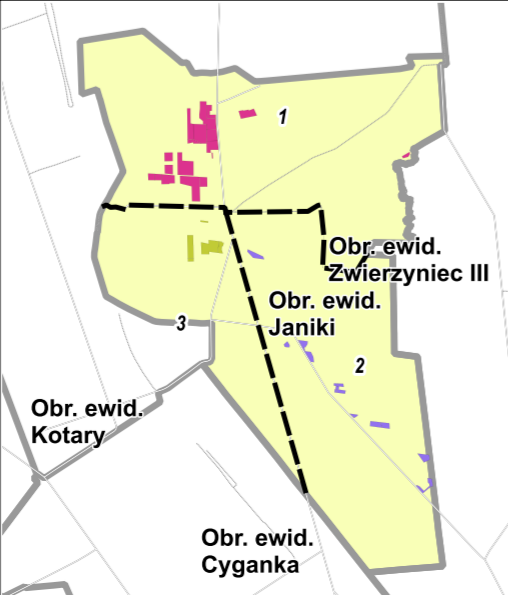 1
Obr. ewid.
Zwierzyniec III
Obr. ewid.
Janiki
3
2
Obr. ewid.
Kotary
Obr. ewid.
Cyganka